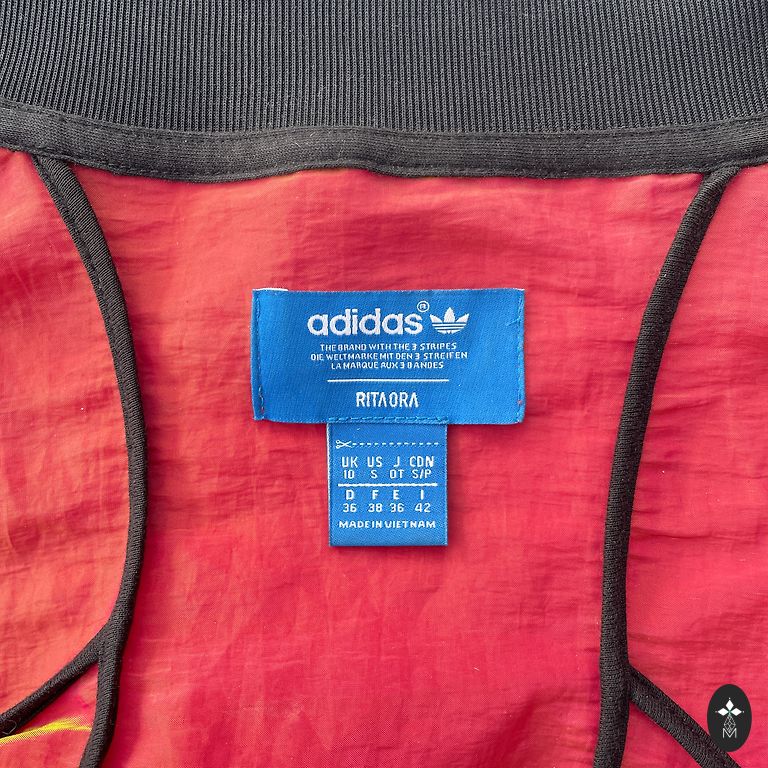 adidas®
THE BRAND WITH THE 3 STRIPES
DIE WELTMARKE MIT DEN 3 STREIFEN
LA MARQUE AUX 3 BANDES
RITA ORA
UK US J CDN
10 S OT S/P
D F E I
36 38 36 42
MADE IN VIETNAM
M